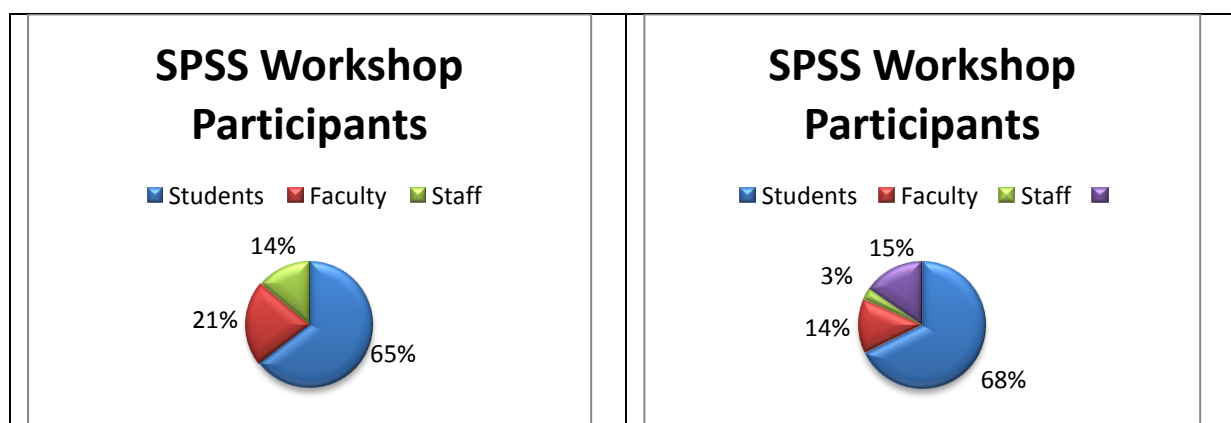 SPSS Workshop
Participants
Students Faculty Staff
14%
21%
65%
SPSS Workshop
Participants
Students Faculty Staff
15%
3%
14%
68%